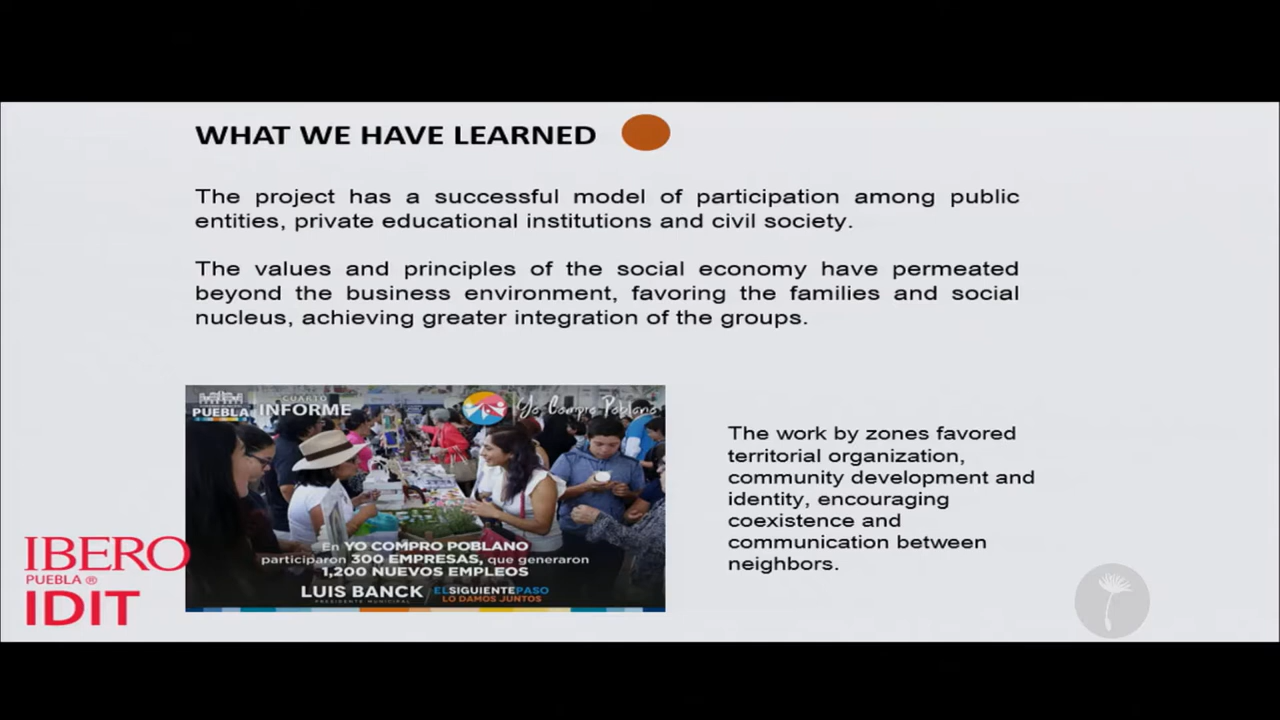 WHAT WE HAVE LEARNED
The project has a successful model of participation among public
entities, private educational institutions and civil society.
The values and principles of the social economy have permeated
beyond the business environment, favoring the families and social
nucleus, achieving greater integration of the groups.
CUARTO
PUEBLA INFORME
Yo Compro Poblano
En YO COMPRO POBLANO
participaron 300 EMPRESAS, que generaron
1,200 NUEVOS EMPLEOS
LUIS BANCK
PRESIDENTE MUNICIPAL
EL SIGUIENTE PASO
LO DAMOS JUNTOS
The work by zones favored
territorial organization,
community development and
identity, encouraging
coexistence and
communication between
neighbors.
IBERO
PUEBLA ®
IDIT